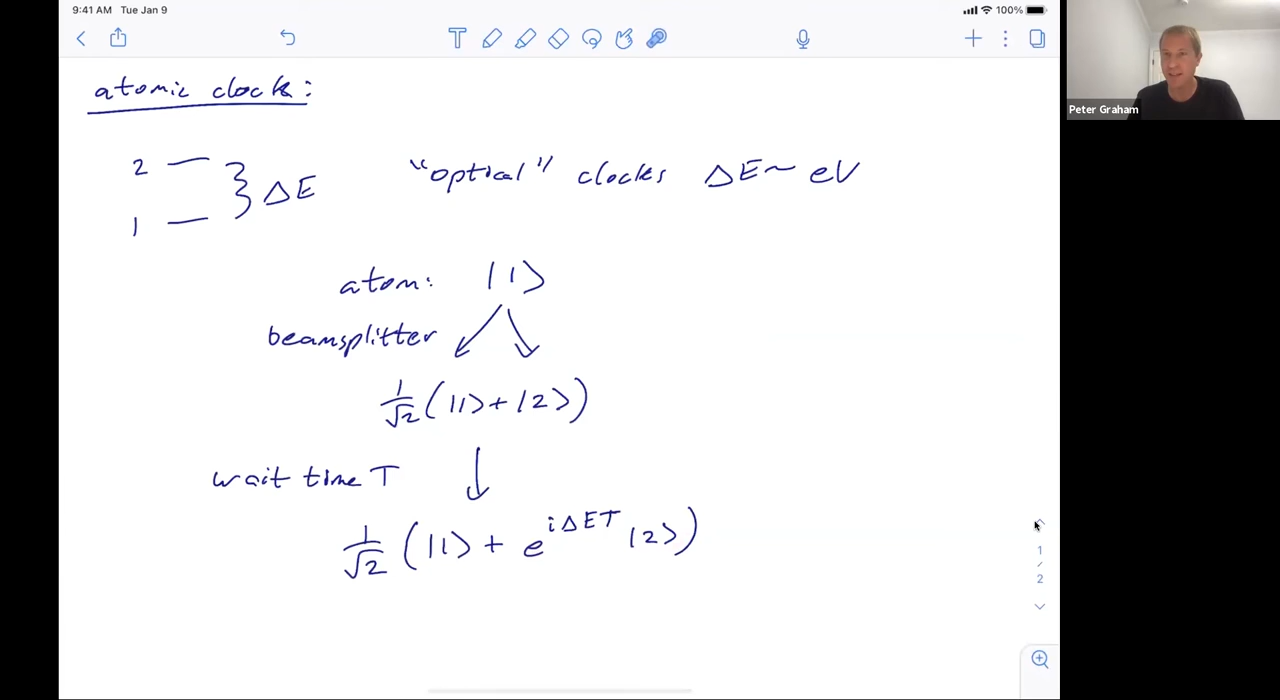 9:41 AM Tue Jan 9
100%
Peter Graham
atomic clock:
2
1
} ΔE
"optical" clocks ΔE~ eV
atom: |1>
beamsplitter
1/√2 (|1>+|2>)
wait time T
1/√2 (|1> + e^{iΔET} |2>)
1
/
2